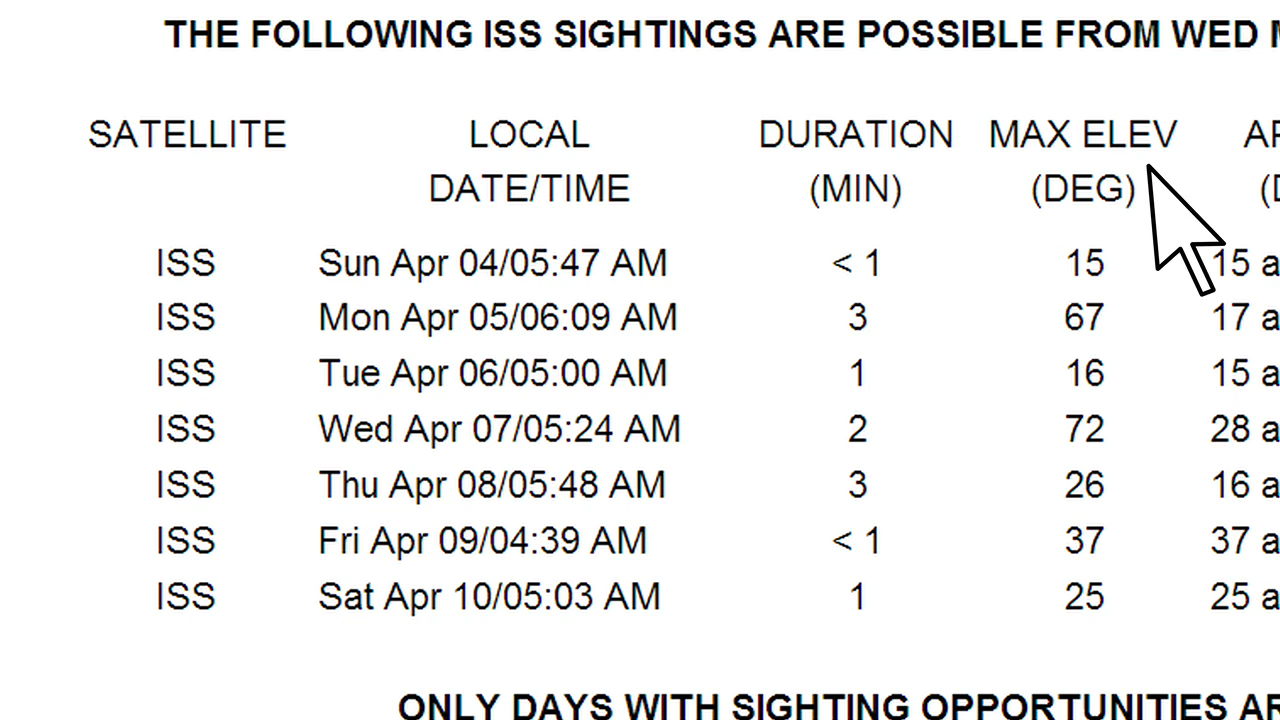 THE FOLLOWING ISS SIGHTINGS ARE POSSIBLE FROM WED
SATELLITE LOCAL DURATION MAX ELEV
DATE/TIME (MIN) (DEG)
ISS Sun Apr 04/05:47 AM < 1 15 15
ISS Mon Apr 05/06:09 AM 3 67 17
ISS Tue Apr 06/05:00 AM 1 16 15
ISS Wed Apr 07/05:24 AM 2 72 28
ISS Thu Apr 08/05:48 AM 3 26 16
ISS Fri Apr 09/04:39 AM < 1 37 37
ISS Sat Apr 10/05:03 AM 1 25 25
ONLY DAYS WITH SIGHTING OPPORTUNITIES